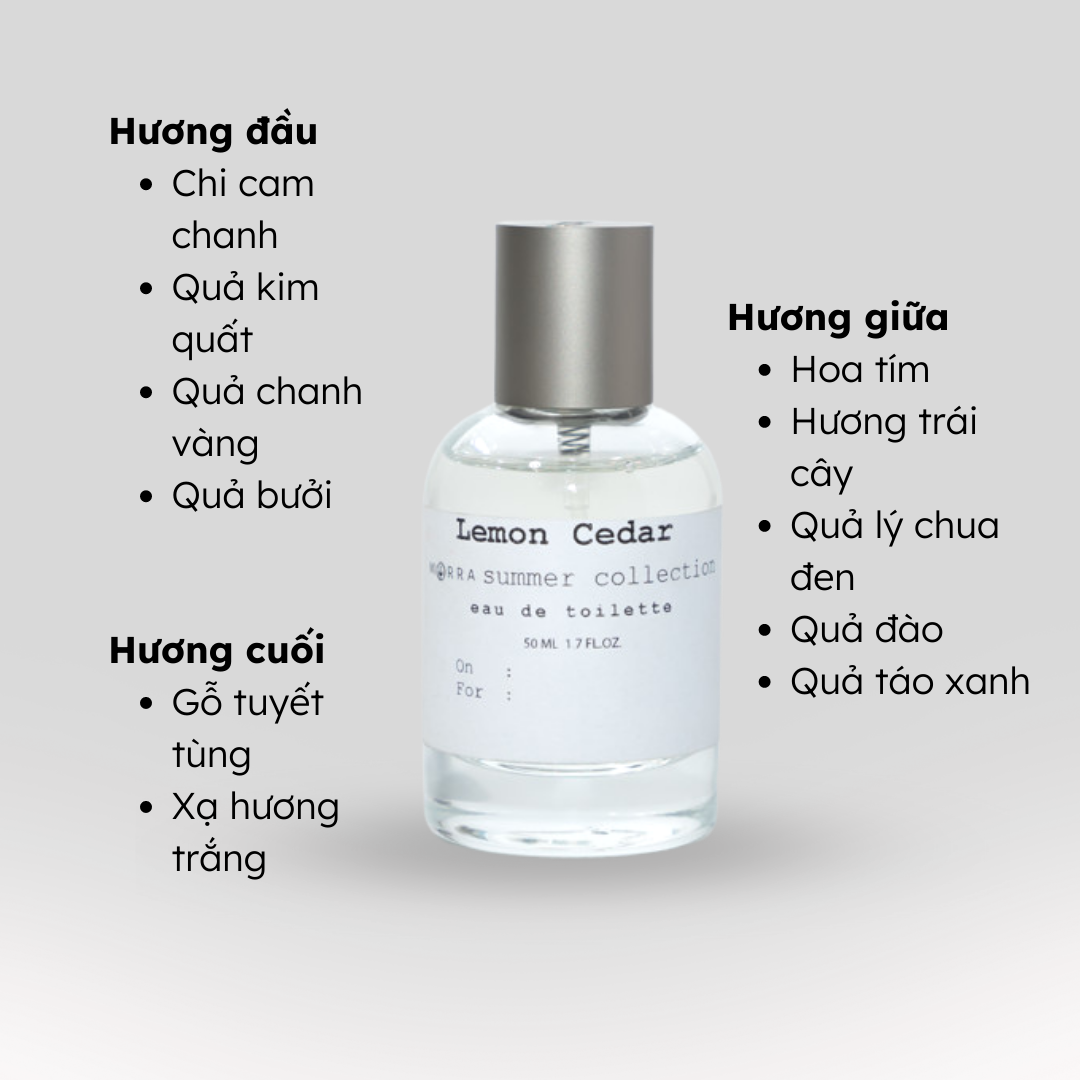 Hương đầu
• Chi cam
chanh
• Quả kim
quất
• Quả chanh
vàng
• Quả bưởi
Hương cuối
• Gỗ tuyết
tùng
• Xạ hương
trắng
Lemon Cedar
summer collection
eau de toilette
50 ML 1 7 FL.OZ.
On :
For :
Hương giữa
• Hoa tím
• Hương trái
cây
• Quả lý chua
đen
• Quả đào
• Quả táo xanh